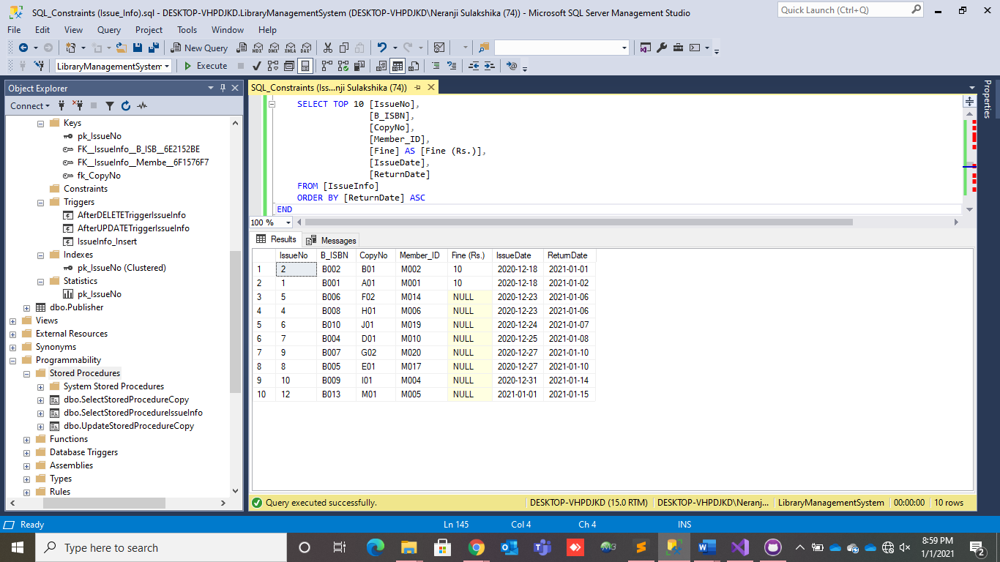 SQL_Constraints (Issue_Info).sql - DESKTOP-VHPDJKD.LibraryManagementSystem (DESKTOP-VHPDJKD\Neranji Sulakshika (74)) - Microsoft SQL Server Management Studio
Quick Launch (Ctrl+Q)
File Edit View Query Project Tools Window Help
New Query MDX DMX XMLA DAX
LibraryManagementSystem Execute
Object Explorer
Connect
Keys
pk_IssueNo
FK__IssueInfo__B_ISB__6E2152BE
FK__IssueInfo__Membe__6F1576F7
fk_CopyNo
Constraints
Triggers
AfterDELETETriggerIssueInfo
AfterUPDATETriggerIssueInfo
IssueInfo_Insert
Indexes
pk_IssueNo (Clustered)
Statistics
pk_IssueNo
dbo.Publisher
Views
External Resources
Synonyms
Programmability
Stored Procedures
System Stored Procedures
dbo.SelectStoredProcedureCopy
dbo.SelectStoredProcedureIssueInfo
dbo.UpdateStoredProcedureCopy
Functions
Database Triggers
Assemblies
Types
Rules
SQL_Constraints (Iss...nji Sulakshika (74))
Properties
SELECT TOP 10 [IssueNo],
[B_ISBN],
[CopyNo],
[Member_ID],
[Fine] AS [Fine (Rs.)],
[IssueDate],
[ReturnDate]
FROM [IssueInfo]
ORDER BY [ReturnDate] ASC
END
100 %
Results Messages
IssueNo B_ISBN CopyNo Member_ID Fine (Rs.) IssueDate ReturnDate
1 2 B002 B01 M002 10 2020-12-18 2021-01-01
2 1 B001 A01 M001 10 2020-12-18 2021-01-02
3 5 B006 F02 M014 NULL 2020-12-23 2021-01-06
4 4 B008 H01 M006 NULL 2020-12-23 2021-01-06
5 6 B010 J01 M019 NULL 2020-12-24 2021-01-07
6 7 B004 D01 M010 NULL 2020-12-25 2021-01-08
7 9 B007 G02 M020 NULL 2020-12-27 2021-01-10
8 8 B005 E01 M017 NULL 2020-12-27 2021-01-10
9 10 B009 I01 M004 NULL 2020-12-31 2021-01-14
10 12 B013 M01 M005 NULL 2021-01-01 2021-01-15
Query executed successfully. DESKTOP-VHPDJKD (15.0 RTM) DESKTOP-VHPDJKD\Neranj... LibraryManagementSystem 00:00:00 10 rows
Ready Ln 145 Col 4 Ch 4 INS
Type here to search
8:59 PM
1/1/2021
2